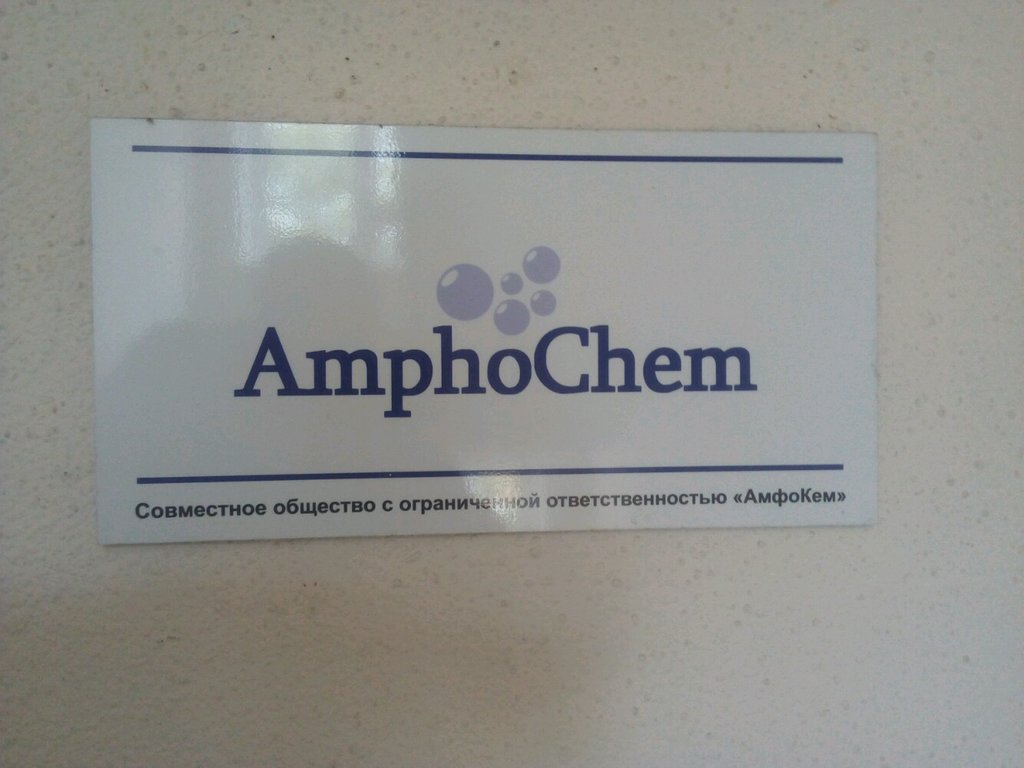 AmphoChem
Совместное общество с ограниченной ответственностью «АмфоКем»